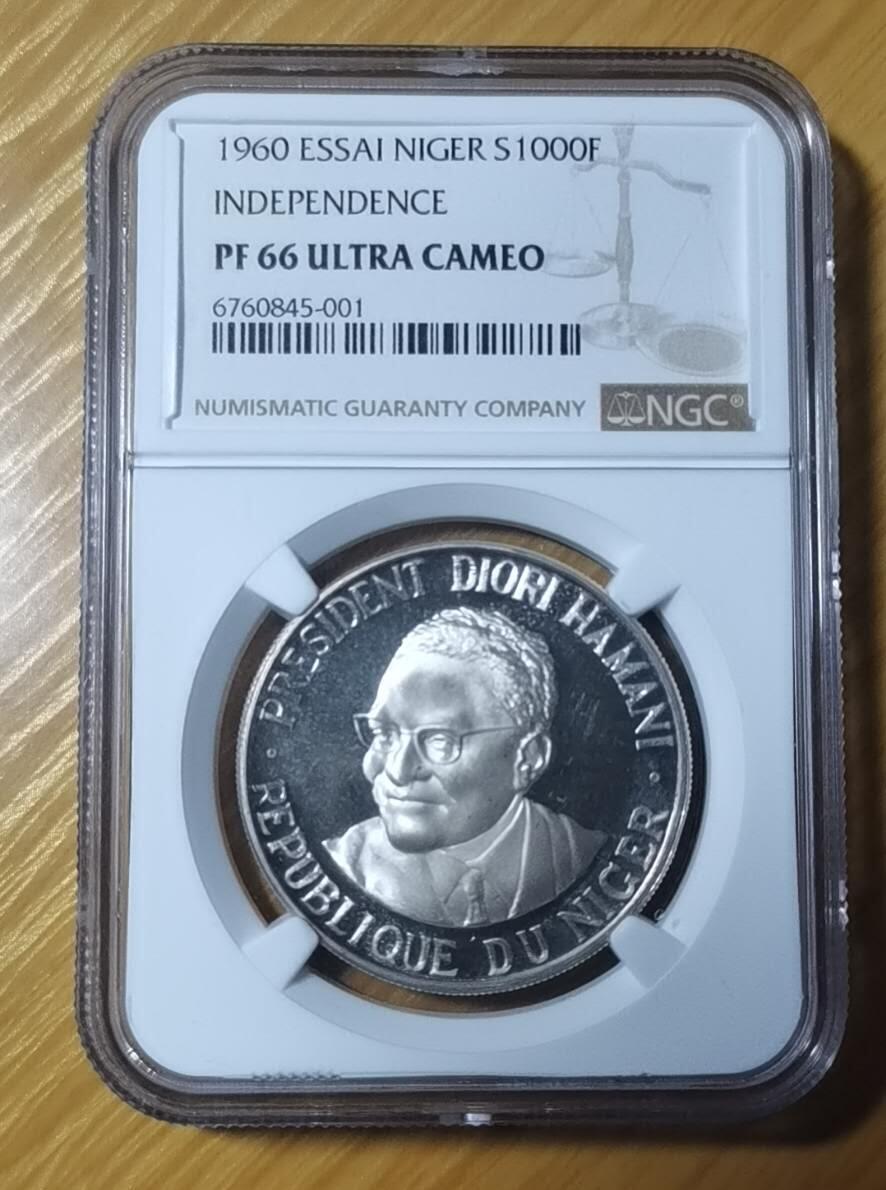 1960 ESSAI NIGER S1000F
INDEPENDENCE
PF 66 ULTRA CAMEO
6760845-001
NUMISMATIC GUARANTY COMPANY
NGC®
· PRESIDENT DIORI HAMANI ·
REPUBLIQUE DU NIGER